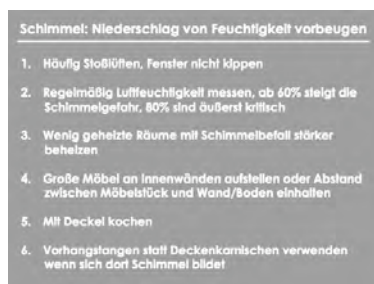 Schimmel: Niederschlag von Feuchtigkeit vorbeugen
1. Häufig Stoßlüften, Fenster nicht kippen
2. Regelmäßig Luftfeuchtigkeit messen, ab 60% steigt die
Schimmelgefahr, 80% sind äußerst kritisch
3. Wenig geheizte Räume mit Schimmelbefall stärker
beheizen
4. Große Möbel an Innenwänden aufstellen oder Abstand
zwischen Möbelstück und Wand/Boden einhalten
5. Mit Deckel kochen
6. Vorhangstangen statt Deckenkarnischen verwenden
wenn sich dort Schimmel bildet